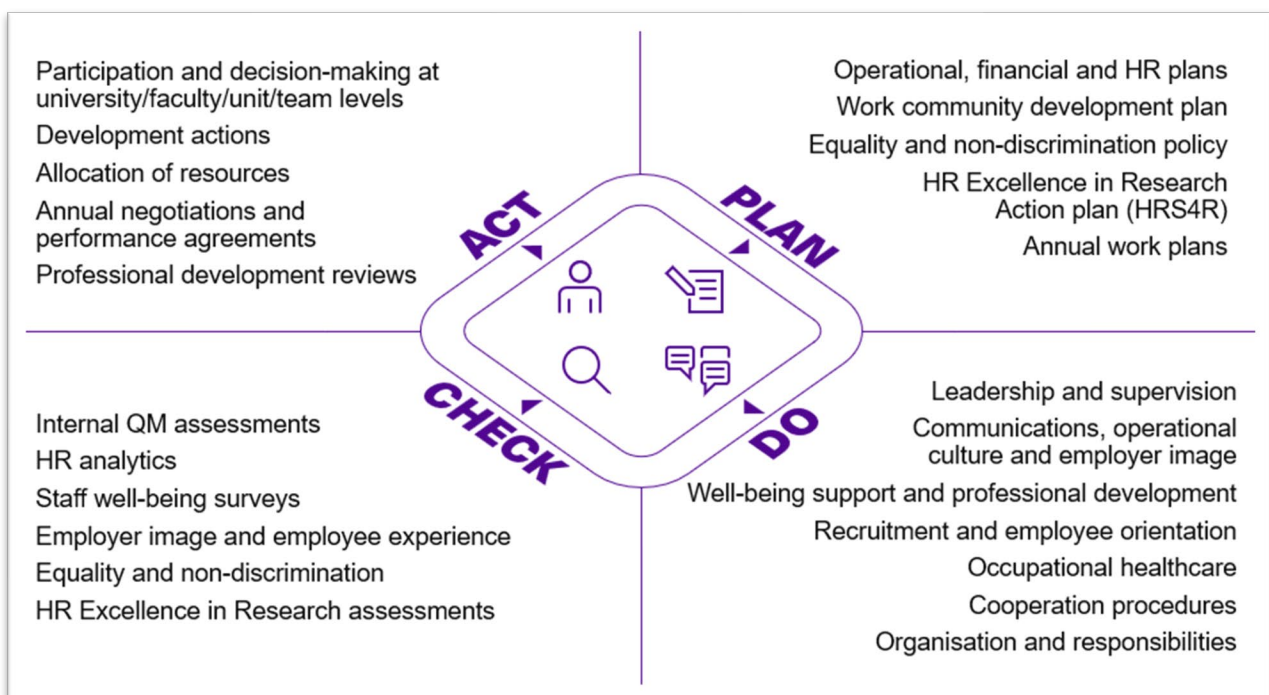 Participation and decision-making at
university/faculty/unit/team levels
Development actions
Allocation of resources
Annual negotiations and
performance agreements
Professional development reviews
ACT
PLAN
Operational, financial and HR plans
Work community development plan
Equality and non-discrimination policy
HR Excellence in Research
Action plan (HRS4R)
Annual work plans
CHECK
Internal QM assessments
HR analytics
Staff well-being surveys
Employer image and employee experience
Equality and non-discrimination
HR Excellence in Research assessments
DO
Leadership and supervision
Communications, operational
culture and employer image
Well-being support and professional development
Recruitment and employee orientation
Occupational healthcare
Cooperation procedures
Organisation and responsibilities